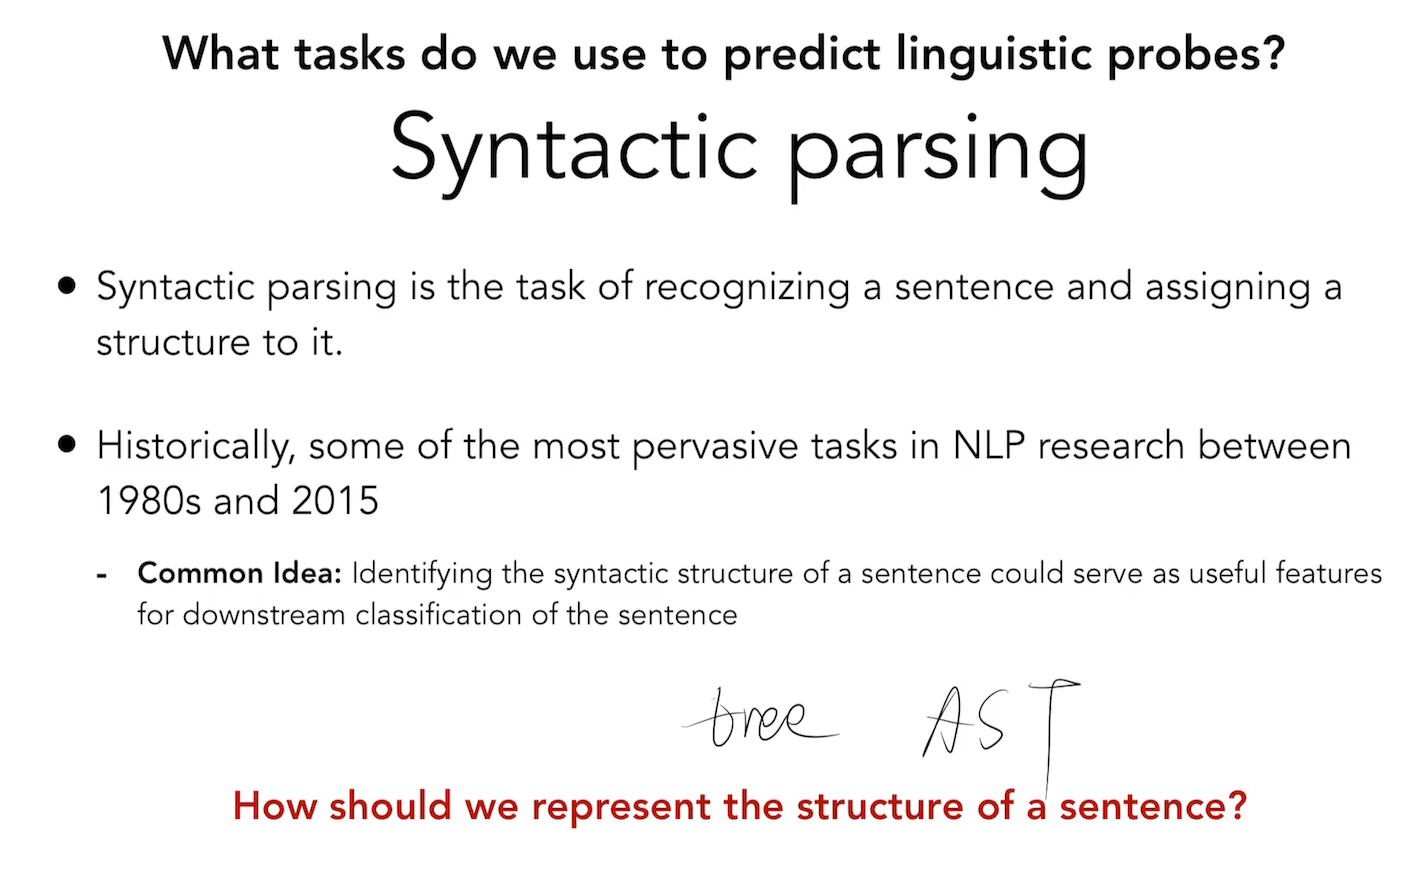 What tasks do we use to predict linguistic probes?
Syntactic parsing
• Syntactic parsing is the task of recognizing a sentence and assigning a
structure to it.
• Historically, some of the most pervasive tasks in NLP research between
1980s and 2015
- Common Idea: Identifying the syntactic structure of a sentence could serve as useful features
for downstream classification of the sentence
tree AST
How should we represent the structure of a sentence?